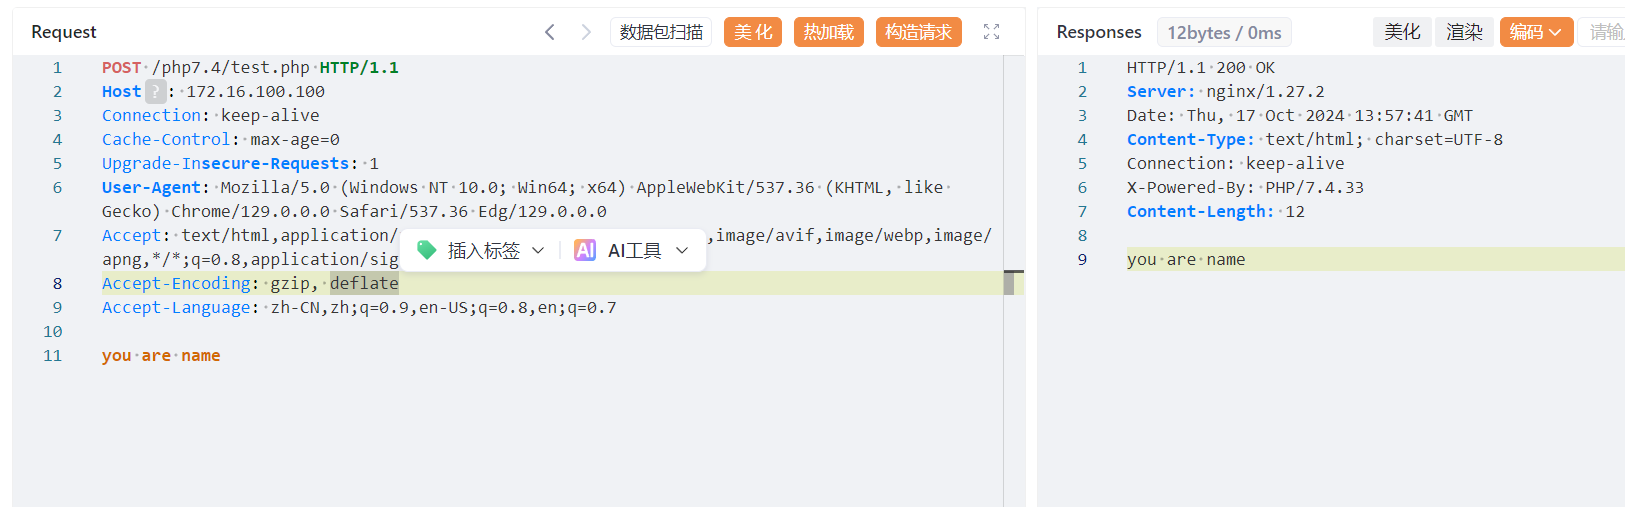 Request
数据包扫描
美化
热加载
构造请求
1 POST /php7.4/test.php HTTP/1.1
2 Host ? : 172.16.100.100
3 Connection: keep-alive
4 Cache-Control: max-age=0
5 Upgrade-Insecure-Requests: 1
6 User-Agent: Mozilla/5.0 (Windows NT 10.0; Win64; x64) AppleWebKit/537.36 (KHTML, like
Gecko) Chrome/129.0.0.0 Safari/537.36 Edg/129.0.0.0
7 Accept: text/html,application/ ,image/avif,image/webp,image/
apng,*/*;q=0.8,application/sig
插入标签
AI AI工具
8 Accept-Encoding: gzip, deflate
9 Accept-Language: zh-CN,zh;q=0.9,en-US;q=0.8,en;q=0.7
10
11 you are name
Responses
12bytes / 0ms
美化
渲染
编码
请输
1 HTTP/1.1 200 OK
2 Server: nginx/1.27.2
3 Date: Thu, 17 Oct 2024 13:57:41 GMT
4 Content-Type: text/html; charset=UTF-8
5 Connection: keep-alive
6 X-Powered-By: PHP/7.4.33
7 Content-Length: 12
8
9 you are name